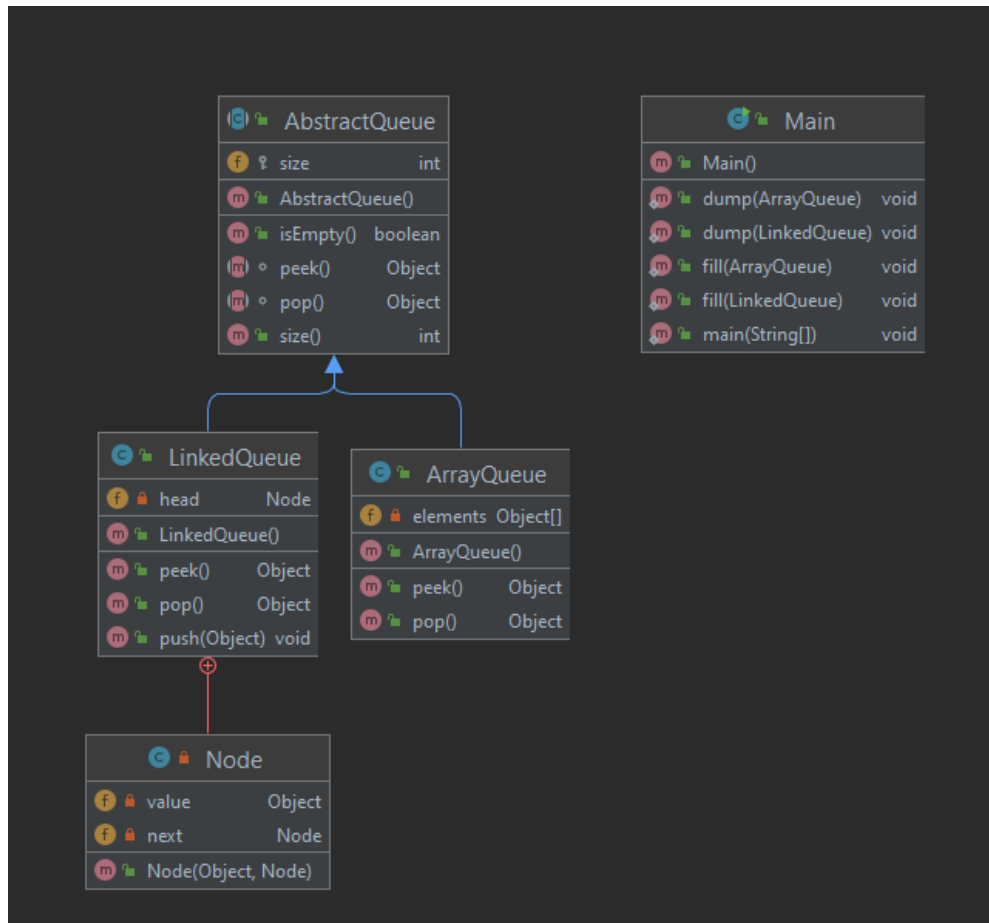 AbstractQueue
size int
AbstractQueue()
isEmpty() boolean
peek() Object
pop() Object
size() int
Main
Main()
dump(ArrayQueue) void
dump(LinkedQueue) void
fill(ArrayQueue) void
fill(LinkedQueue) void
main(String[]) void
LinkedQueue
head Node
LinkedQueue()
peek() Object
pop() Object
push(Object) void
ArrayQueue
elements Object[]
ArrayQueue()
peek() Object
pop() Object
Node
value Object
next Node
Node(Object, Node)